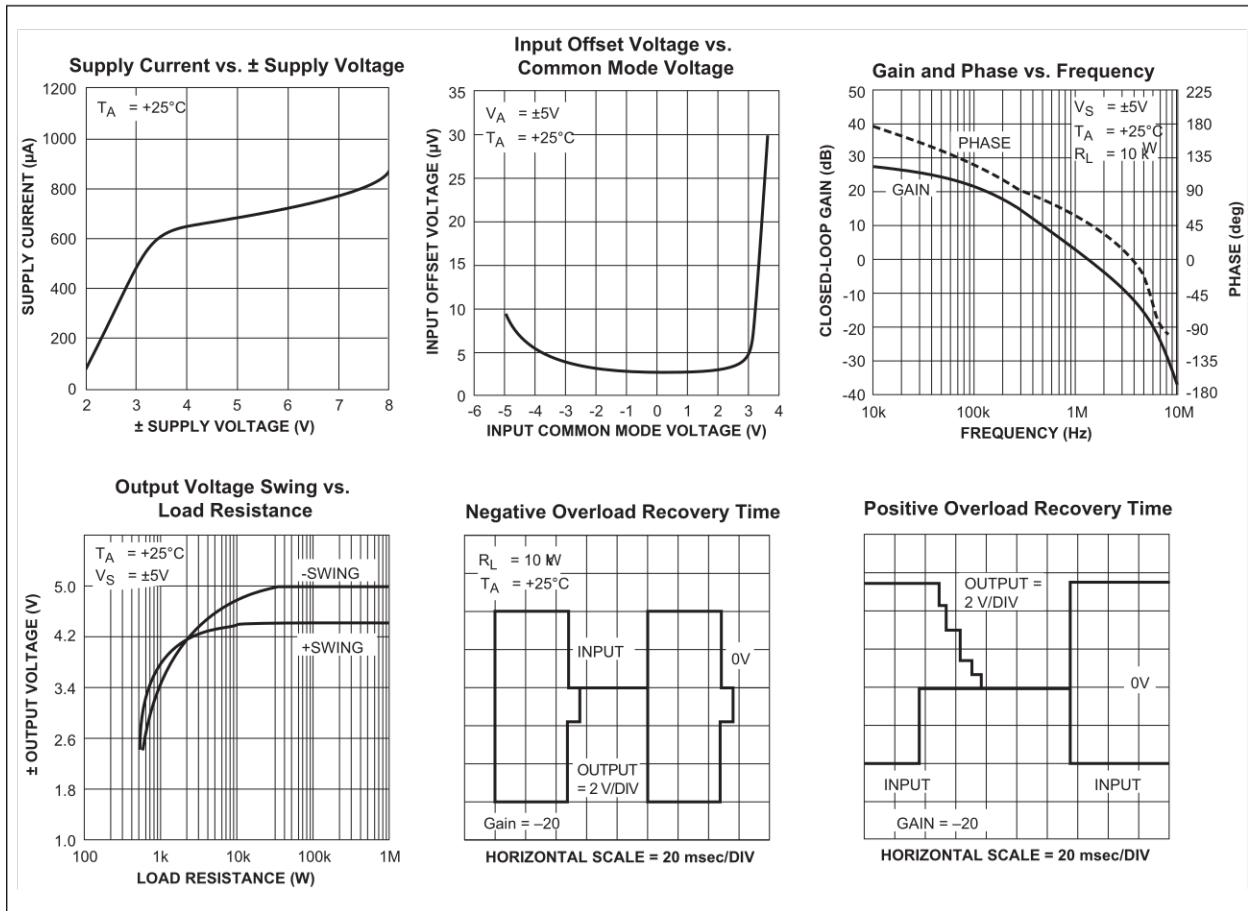 Supply Current vs. ± Supply Voltage
1200
1000
800
600
400
200
0
SUPPLY CURRENT (µA)
TA = +25°C
2 3 4 5 6 7 8
± SUPPLY VOLTAGE (V)
Input Offset Voltage vs.
Common Mode Voltage
35
30
25
20
15
10
5
0
INPUT OFFSET VOLTAGE (µV)
VA = ±5V
TA = +25°C
-6 -5 -4 -3 -2 -1 0 1 2 3 4
INPUT COMMON MODE VOLTAGE (V)
Gain and Phase vs. Frequency
50
40
30
20
10
0
-10
-20
-30
-40
CLOSED-LOOP GAIN (dB)
PHASE
GAIN
VS = ±5V
TA = +25°C
RL = 10 kW
225
180
135
90
45
0
-45
-90
-135
-180
PHASE (deg)
10k 100k 1M 10M
FREQUENCY (Hz)
Output Voltage Swing vs.
Load Resistance
5.0
4.2
3.4
2.6
1.8
1.0
± OUTPUT VOLTAGE (V)
TA = +25°C
VS = ±5V
-SWING
+SWING
100 1k 10k 100k 1M
LOAD RESISTANCE (W)
Negative Overload Recovery Time
RL = 10 kW
TA = +25°C
INPUT
0V
OUTPUT
= 2 V/DIV
Gain = –20
HORIZONTAL SCALE = 20 msec/DIV
Positive Overload Recovery Time
OUTPUT =
2 V/DIV
0V
INPUT
INPUT
GAIN = –20
HORIZONTAL SCALE = 20 msec/DIV